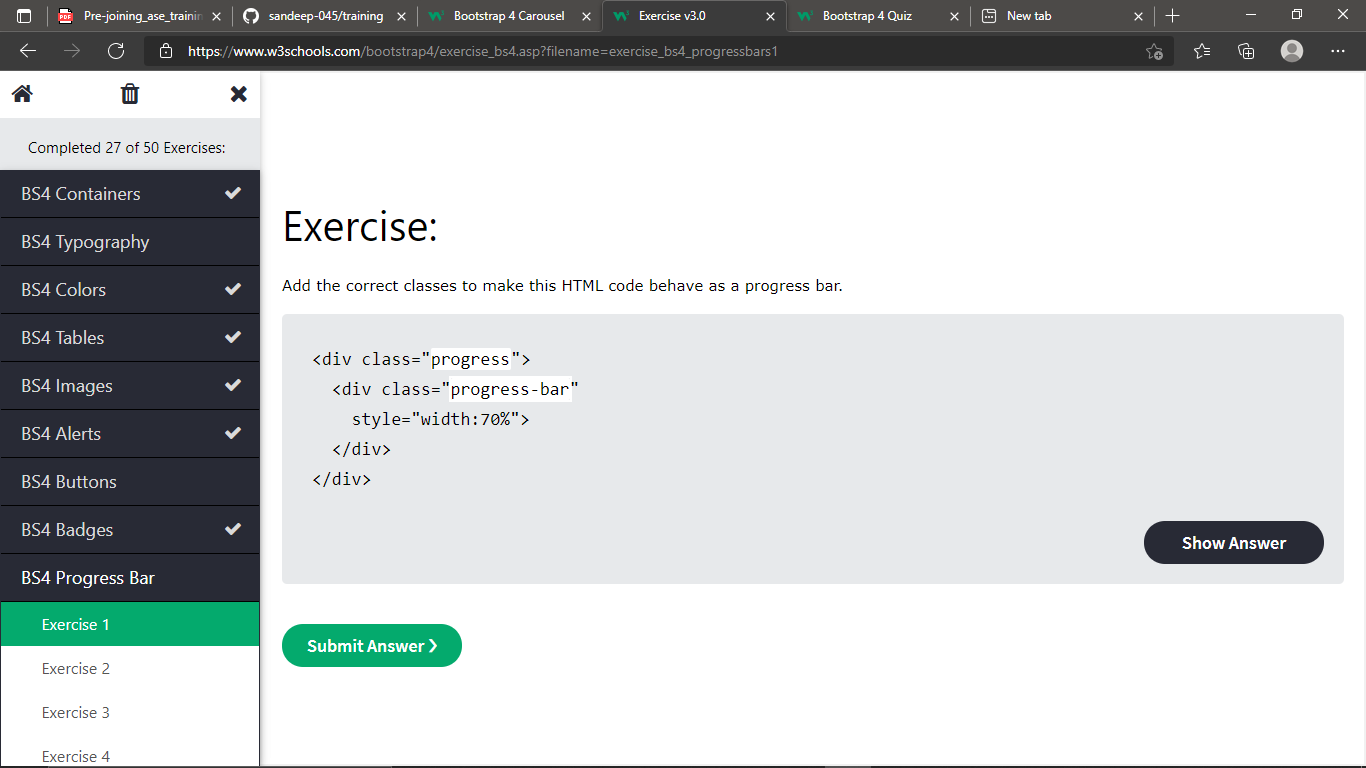 Pre-joining_ase_trainin
sandeep-045/training
Bootstrap 4 Carousel
Exercise v3.0
Bootstrap 4 Quiz
New tab
https://www.w3schools.com/bootstrap4/exercise_bs4.asp?filename=exercise_bs4_progressbars1
Completed 27 of 50 Exercises:
BS4 Containers
BS4 Typography
BS4 Colors
BS4 Tables
BS4 Images
BS4 Alerts
BS4 Buttons
BS4 Badges
BS4 Progress Bar
Exercise 1
Exercise 2
Exercise 3
Exercise 4
Exercise:
Add the correct classes to make this HTML code behave as a progress bar.
<div class="progress">
  <div class="progress-bar"
    style="width:70%">
  </div>
</div>
Show Answer
Submit Answer ❯